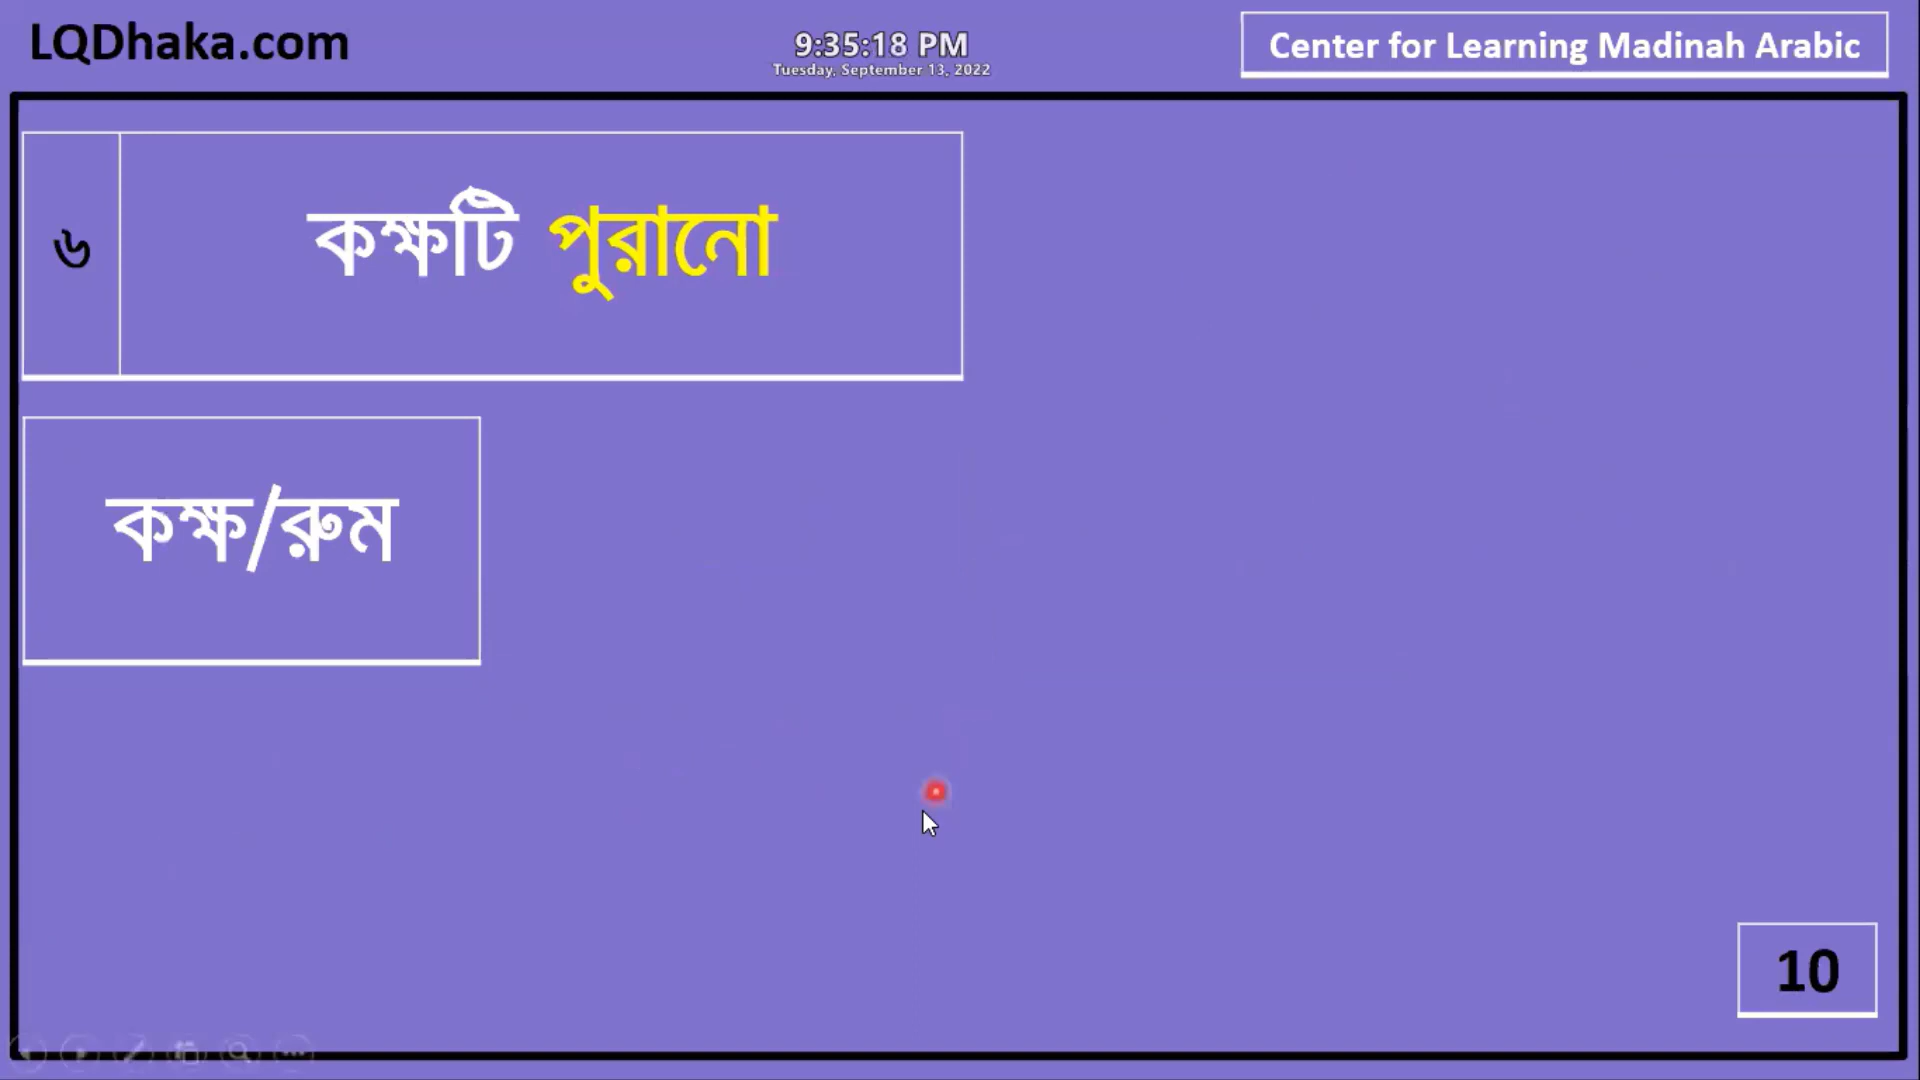 LQDhaka.com
9:35:18 PM
Tuesday, September 13, 2022
Center for Learning Madinah Arabic
৬
কক্ষটি পুরানো
কক্ষ/রুম
10